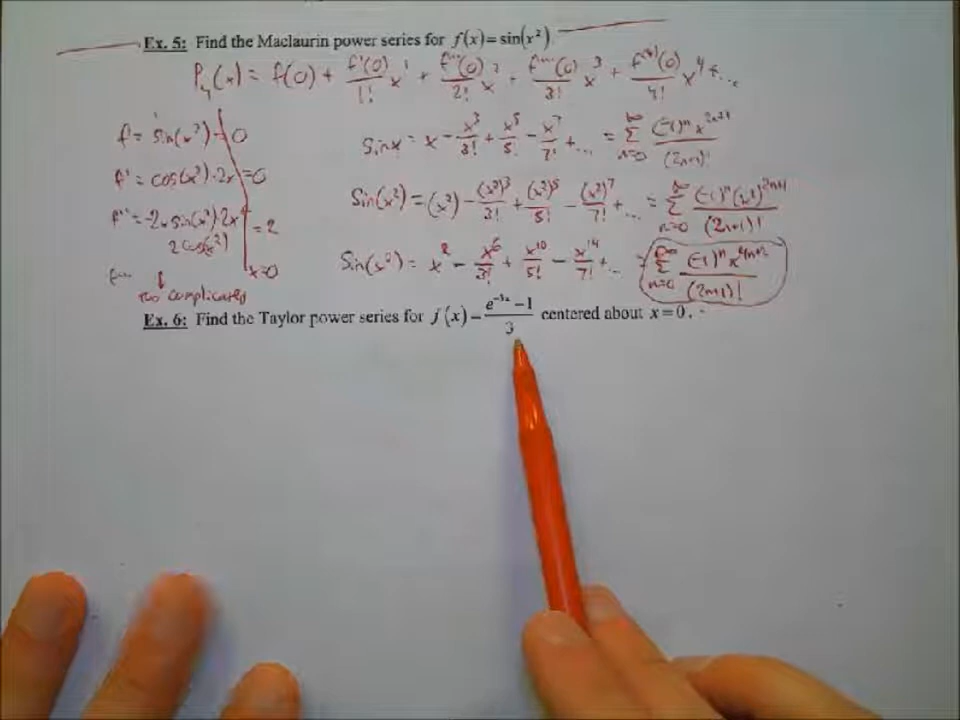 Ex. 5: Find the Maclaurin power series for f(x)=sin(x²)
P₄(x) = f(0) + f'(0)/1! x¹ + f''(0)/2! x² + f'''(0)/3! x³ + f⁽⁴⁾(0)/4! x⁴ + ...
f = sin(x²) = 0
f' = cos(x²)·2x = 0
f'' = -2x sin(x²)·2x + 2cos(x²) = 2
x=0
too complicated
Sin x = x - x³/3! + x⁵/5! - x⁷/7! + ... = ∑ n=0 ∞ (-1)ⁿ x²ⁿ⁺¹/(2n+1)!
Sin(x²) = (x²) - (x²)³/3! + (x²)⁵/5! - (x²)⁷/7! + ... = ∑ n=0 ∞ (-1)ⁿ (x²)²ⁿ⁺¹/(2n+1)!
Sin(x²) = x² - x⁶/3! + x¹⁰/5! - x¹⁴/7! + ... = ∑ n=0 ∞ (-1)ⁿ x⁴ⁿ⁺²/(2n+1)!
Ex. 6: Find the Taylor power series for f(x) = (e⁻³ˣ - 1)/3 centered about x=0.